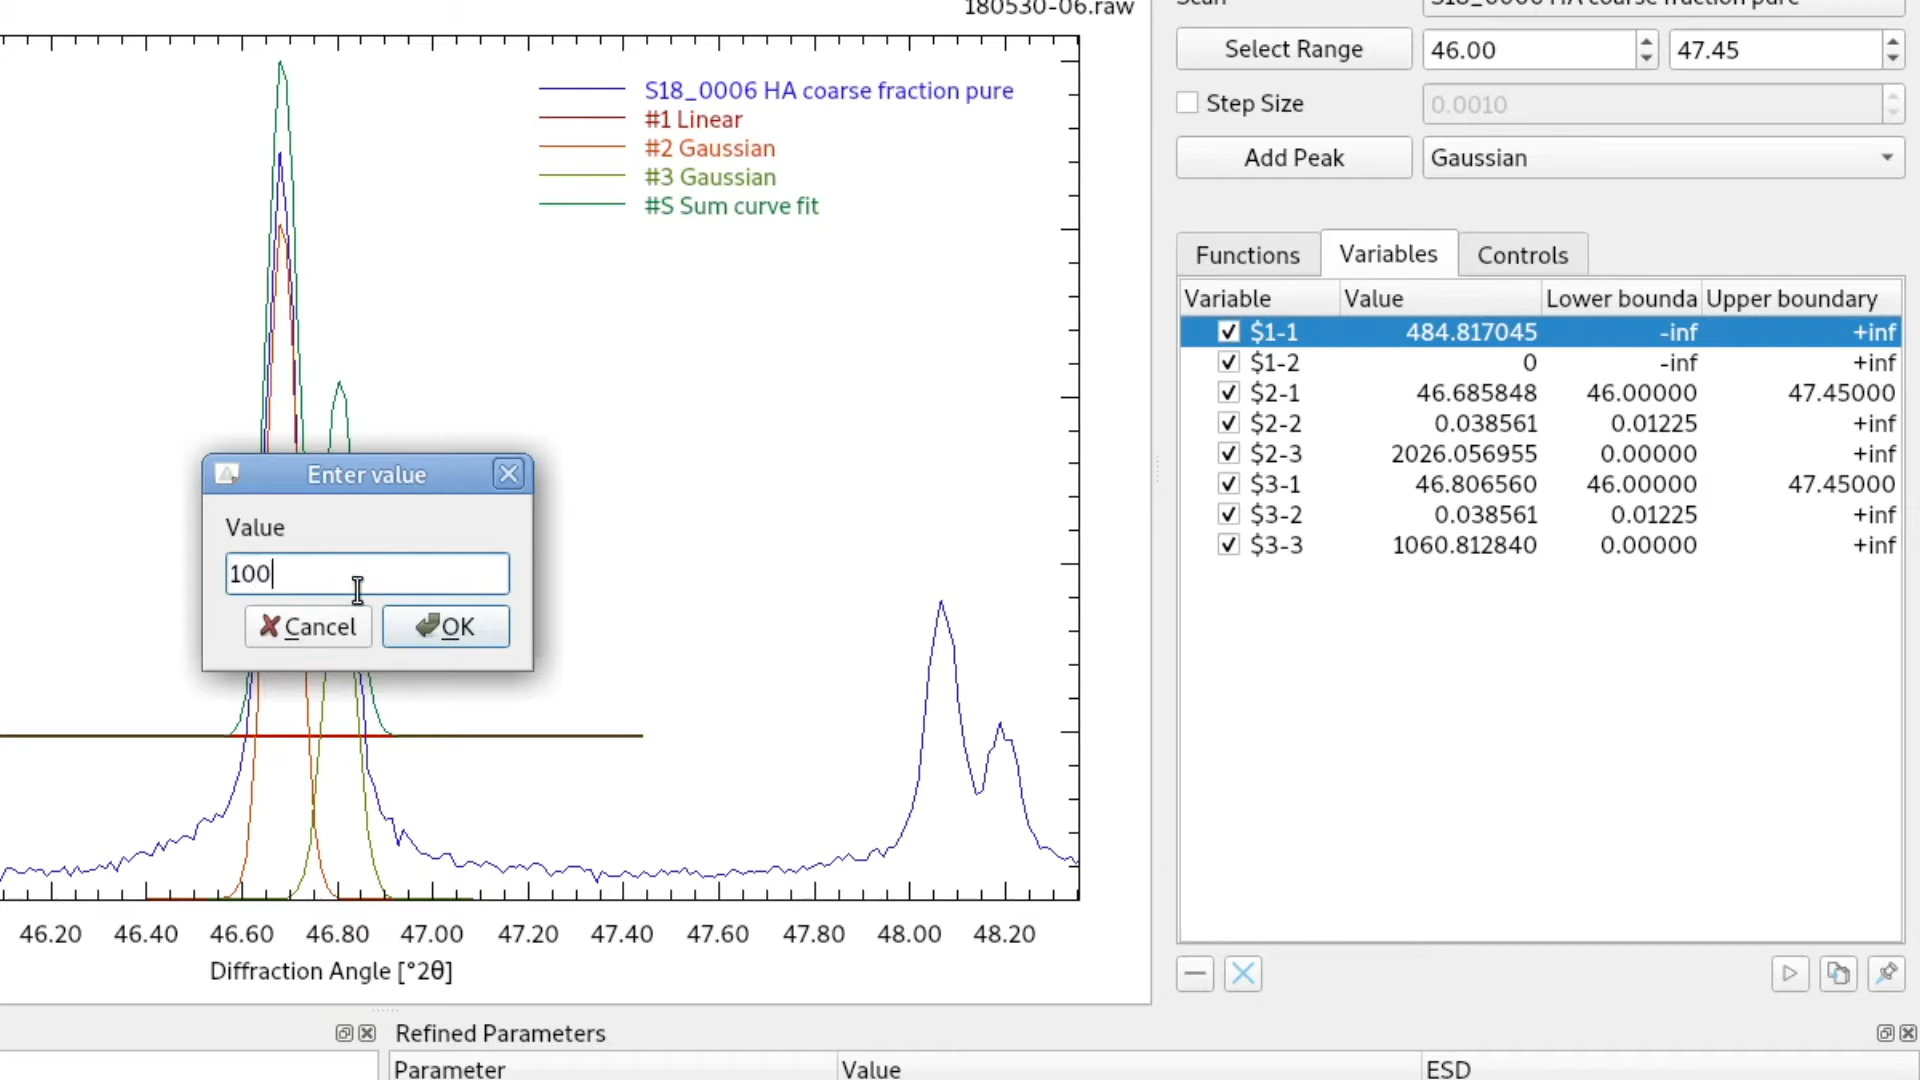 180530-06.raw
S18_0006 HA coarse fraction pure
#1 Linear
#2 Gaussian
#3 Gaussian
#S Sum curve fit
Enter value
Value
100
Cancel
OK
46.20 46.40 46.60 46.80 47.00 47.20 47.40 47.60 47.80 48.00 48.20
Diffraction Angle [°2θ]
Scan S18_0006 HA coarse fraction pure
Select Range 46.00 47.45
Step Size 0.0010
Add Peak Gaussian
Functions Variables Controls
Variable Value Lower bounda Upper boundary
$1-1 484.817045 -inf +inf
$1-2 0 -inf +inf
$2-1 46.685848 46.00000 47.45000
$2-2 0.038561 0.01225 +inf
$2-3 2026.056955 0.00000 +inf
$3-1 46.806560 46.00000 47.45000
$3-2 0.038561 0.01225 +inf
$3-3 1060.812840 0.00000 +inf
Refined Parameters
Parameter Value ESD